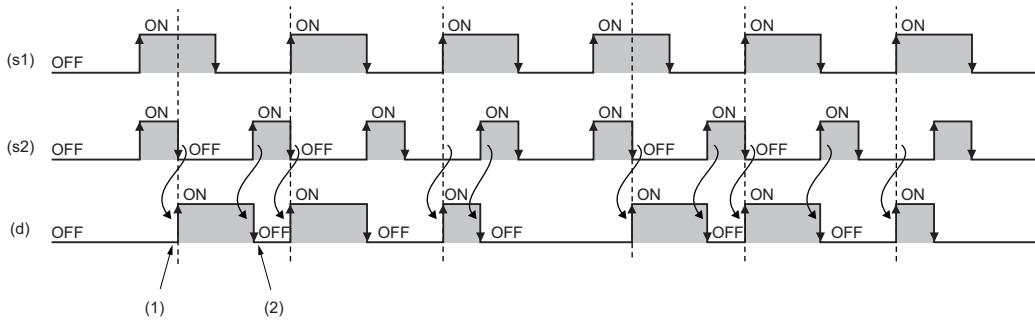 ON ON ON ON ON ON
(s1) OFF
ON ON ON ON ON ON ON ON
(s2) OFF OFF OFF OFF OFF
ON ON ON ON ON ON
(d) OFF OFF OFF OFF OFF OFF
(1) (2)